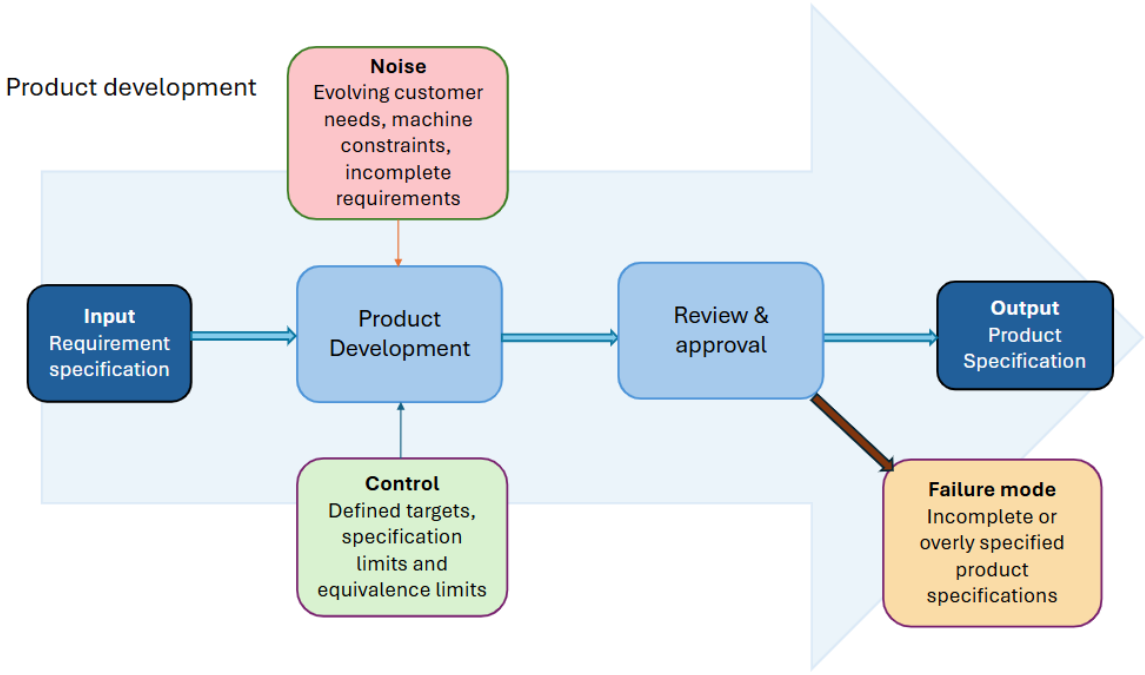 Product development
Noise
Evolving customer
needs, machine
constraints,
incomplete
requirements
Input
Requirement
specification
Product
Development
Review &
approval
Output
Product
Specification
Control
Defined targets,
specification
limits and
equivalence limits
Failure mode
Incomplete or
overly specified
product
specifications